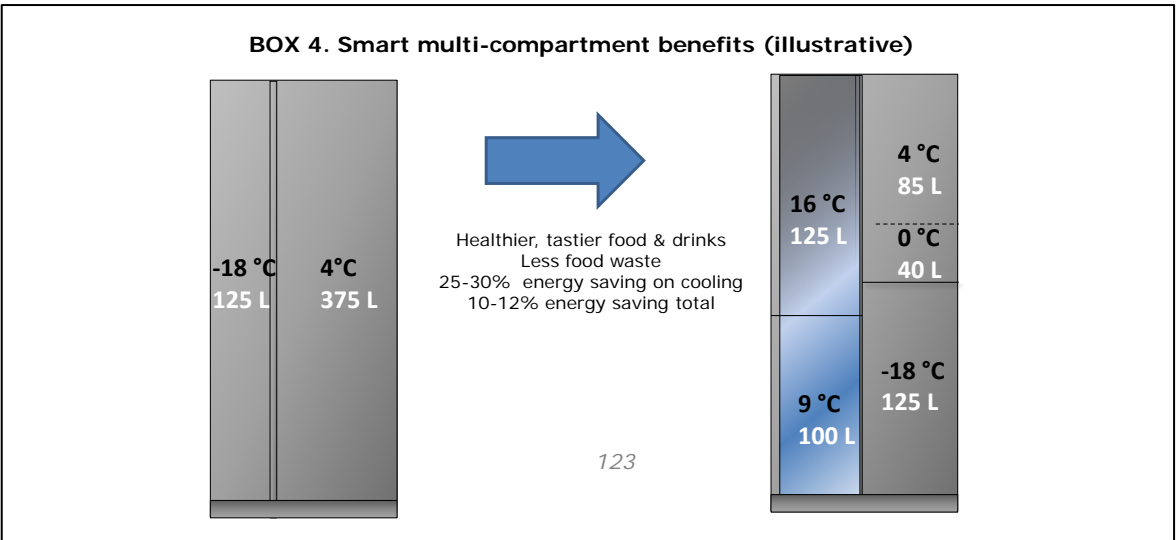 BOX 4. Smart multi-compartment benefits (illustrative)
-18 °C
125 L
4°C
375 L
Healthier, tastier food & drinks
Less food waste
25-30% energy saving on cooling
10-12% energy saving total
123
16 °C
125 L
9 °C
100 L
4 °C
85 L
0 °C
40 L
-18 °C
125 L